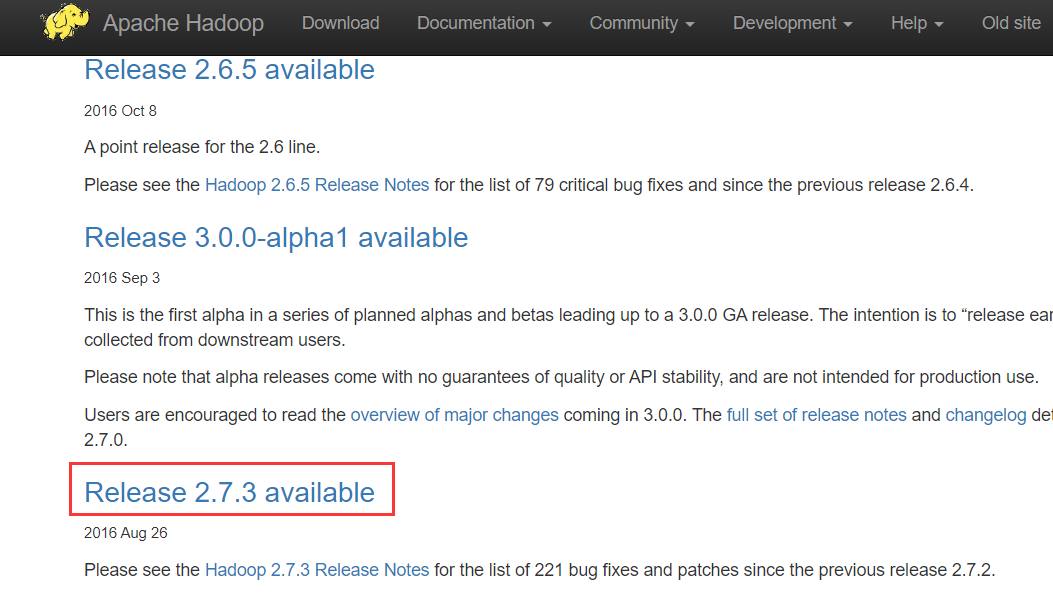 Apache Hadoop Download Documentation Community Development Help Old site
Release 2.6.5 available
2016 Oct 8
A point release for the 2.6 line.
Please see the Hadoop 2.6.5 Release Notes for the list of 79 critical bug fixes and since the previous release 2.6.4.
Release 3.0.0-alpha1 available
2016 Sep 3
This is the first alpha in a series of planned alphas and betas leading up to a 3.0.0 GA release. The intention is to “release
collected from downstream users.
Please note that alpha releases come with no guarantees of quality or API stability, and are not intended for production use.
Users are encouraged to read the overview of major changes coming in 3.0.0. The full set of release notes and changelog
2.7.0.
Release 2.7.3 available
2016 Aug 26
Please see the Hadoop 2.7.3 Release Notes for the list of 221 bug fixes and patches since the previous release 2.7.2.